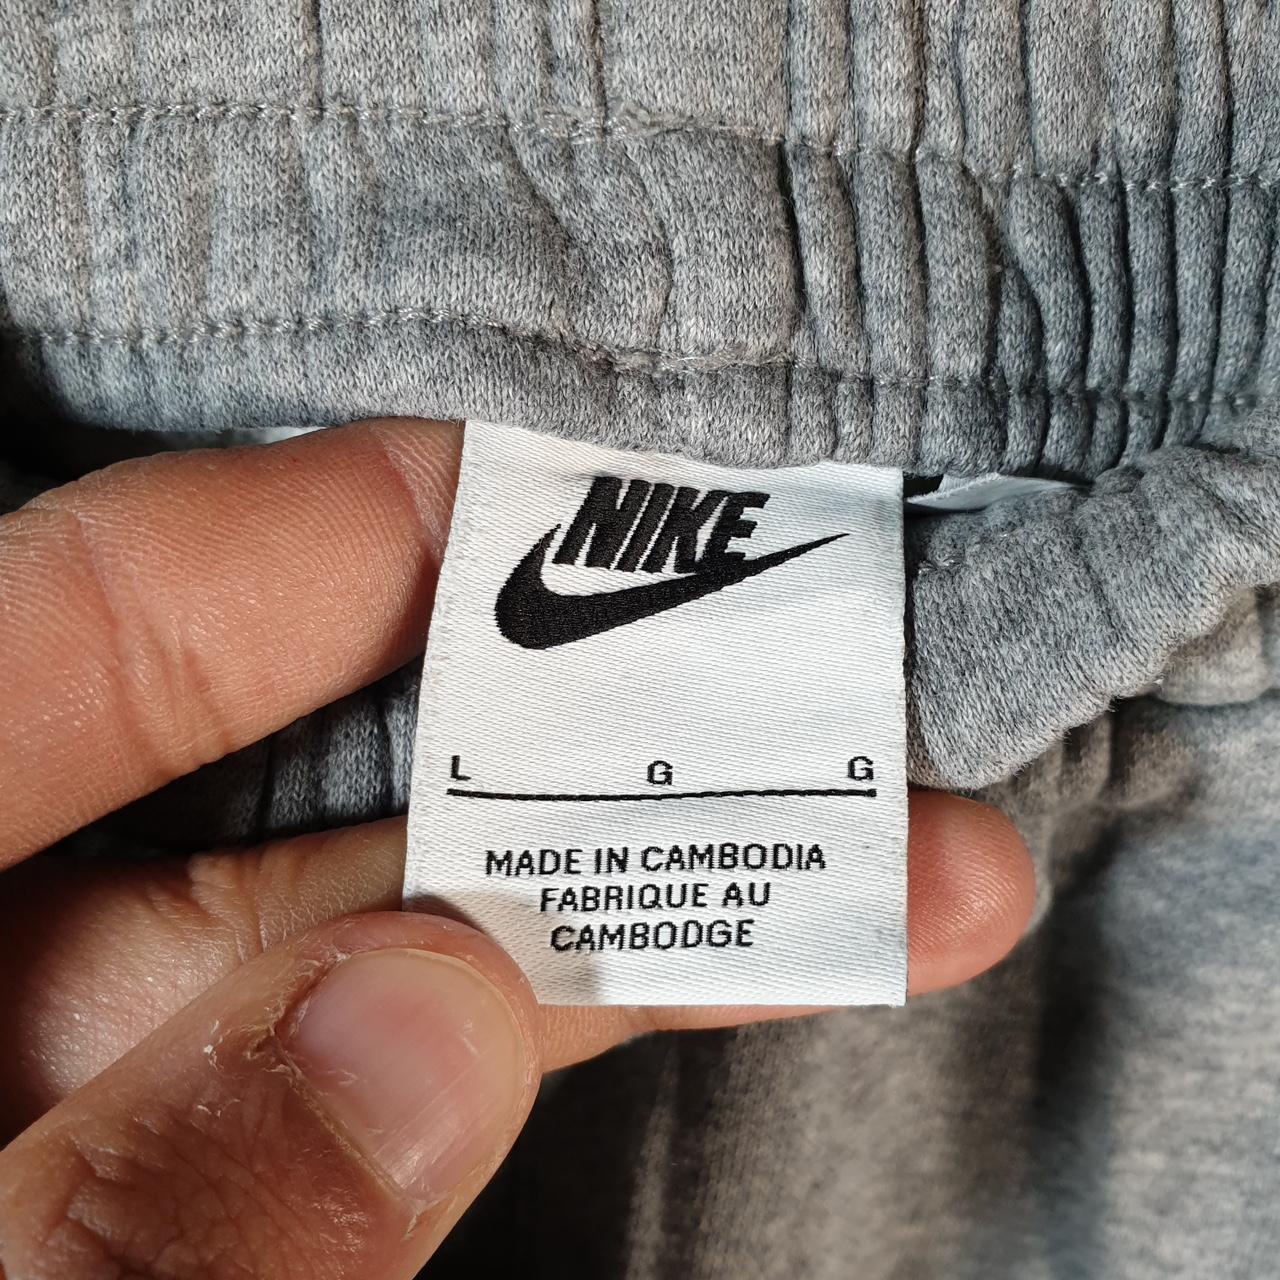 NIKE
L G G
MADE IN CAMBODIA
FABRIQUE AU
CAMBODGE